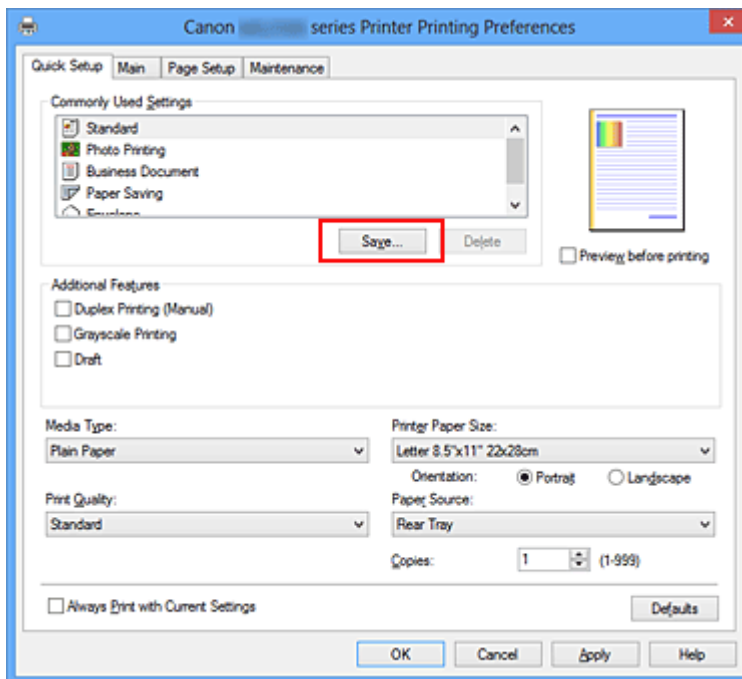 Canon series Printer Printing Preferences
Quick Setup Main Page Setup Maintenance
Commonly Used Settings
Standard
Photo Printing
Business Document
Paper Saving
Envelope
Save... Delete
Preview before printing
Additional Features
Duplex Printing (Manual)
Grayscale Printing
Draft
Media Type:
Plain Paper
Printer Paper Size:
Letter 8.5"x11" 22x28cm
Orientation: Portrait Landscape
Print Quality:
Standard
Paper Source:
Rear Tray
Copies: 1 (1-999)
Always Print with Current Settings
Defaults
OK Cancel Apply Help